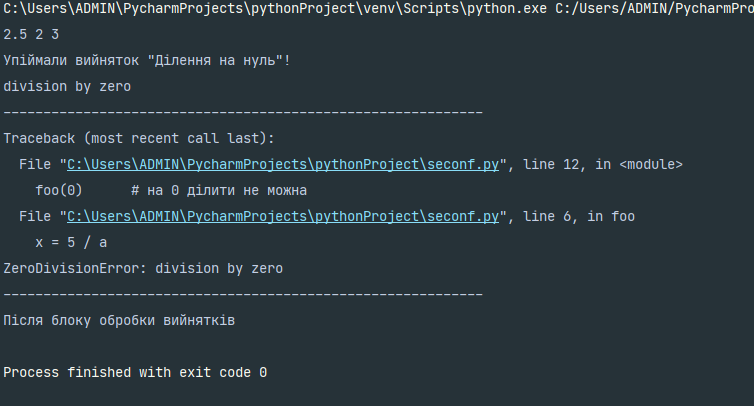 C:\Users\ADMIN\PycharmProjects\pythonProject\venv\Scripts\python.exe C:/Users/ADMIN/PycharmPro
2.5 2 3
Упіймали вийняток "Ділення на нуль"!
division by zero
------------------------------------------------------------
Traceback (most recent call last):
  File "C:\Users\ADMIN\PycharmProjects\pythonProject\seconf.py", line 12, in <module>
    foo(0)      # на 0 ділити не можна
  File "C:\Users\ADMIN\PycharmProjects\pythonProject\seconf.py", line 6, in foo
    x = 5 / a
ZeroDivisionError: division by zero
------------------------------------------------------------
Після блоку обробки вийнятків
Process finished with exit code 0